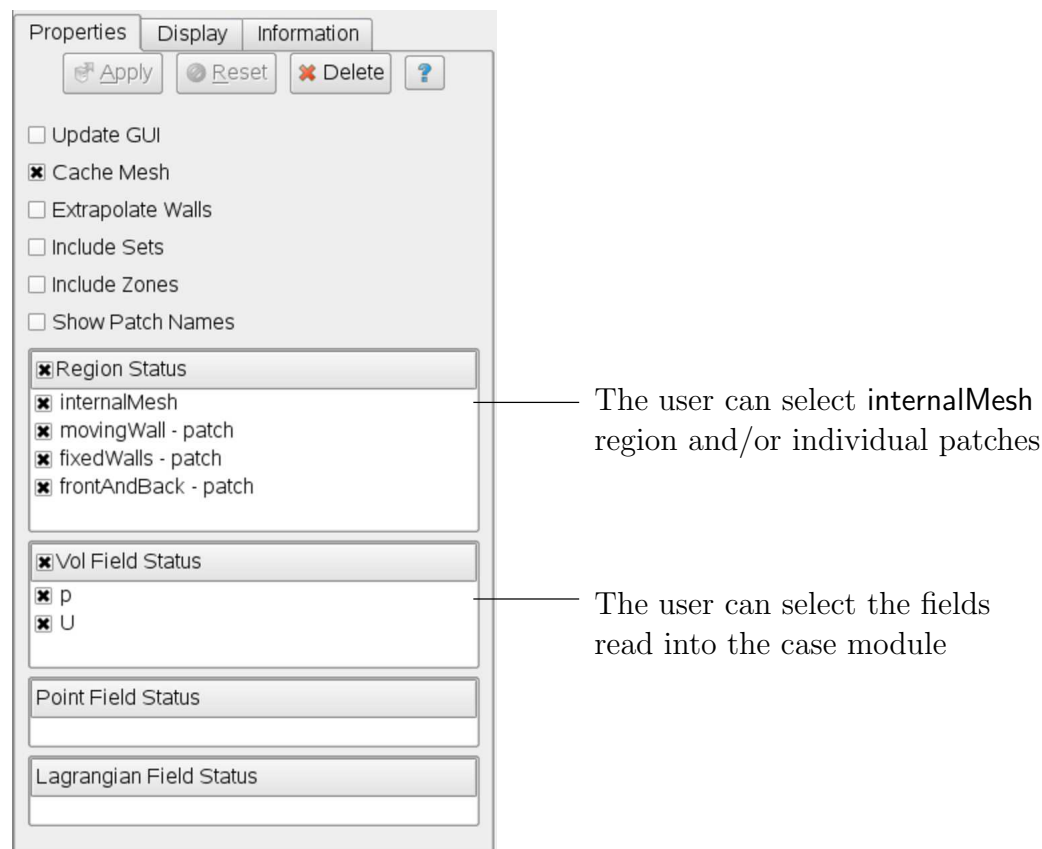 Properties Display Information
Apply Reset Delete ?
Update GUI
Cache Mesh
Extrapolate Walls
Include Sets
Include Zones
Show Patch Names
Region Status
internalMesh
movingWall - patch
fixedWalls - patch
frontAndBack - patch
The user can select internalMesh
region and/or individual patches
Vol Field Status
p
U
The user can select the fields
read into the case module
Point Field Status
Lagrangian Field Status